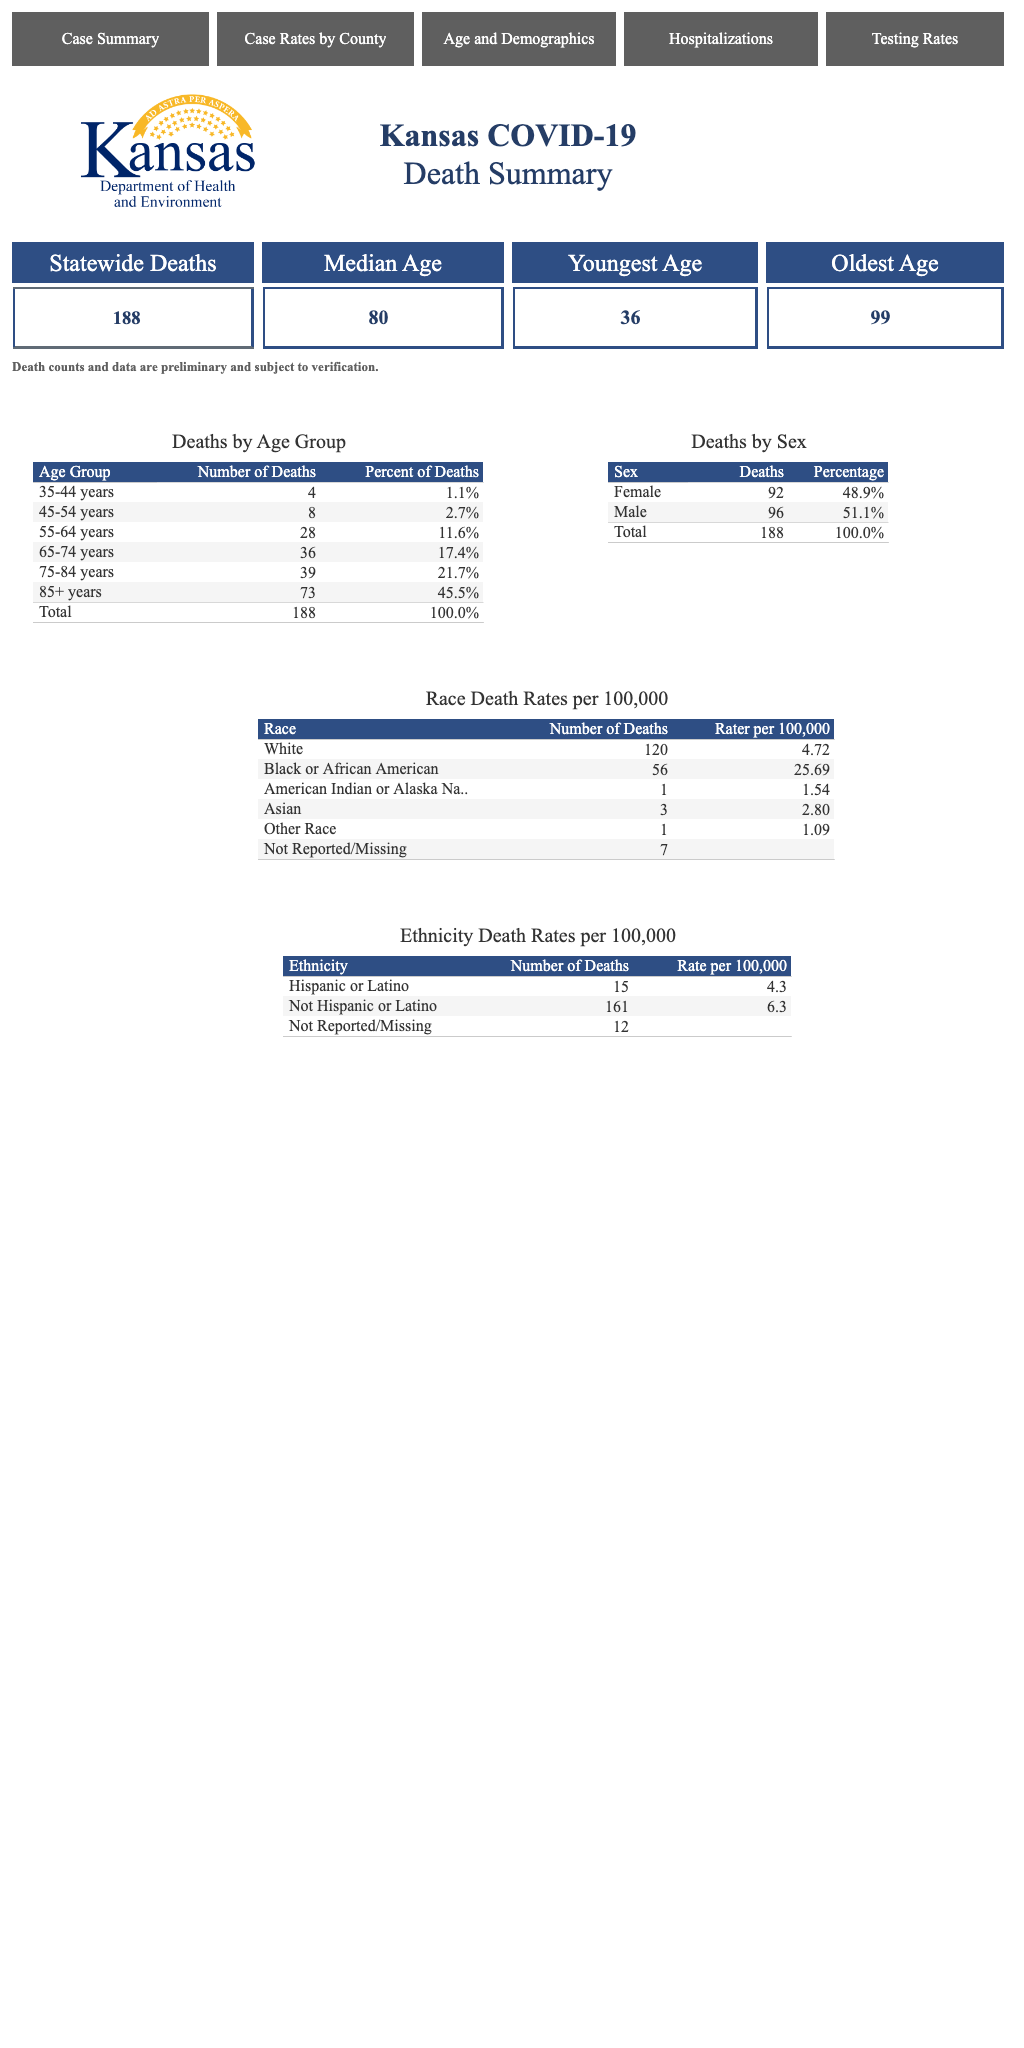 Case Summary
Case Rates by County
Age and Demographics
Hospitalizations
Testing Rates
AD ASTRA PER ASPERA
Kansas
Department of Health
and Environment
Kansas COVID-19
Death Summary
Statewide Deaths Median Age Youngest Age Oldest Age
188 80 36 99
Death counts and data are preliminary and subject to verification.
Deaths by Age Group
Age Group Number of Deaths Percent of Deaths
35-44 years 4 1.1%
45-54 years 8 2.7%
55-64 years 28 11.6%
65-74 years 36 17.4%
75-84 years 39 21.7%
85+ years 73 45.5%
Total 188 100.0%
Deaths by Sex
Sex Deaths Percentage
Female 92 48.9%
Male 96 51.1%
Total 188 100.0%
Race Death Rates per 100,000
Race Number of Deaths Rater per 100,000
White 120 4.72
Black or African American 56 25.69
American Indian or Alaska Na.. 1 1.54
Asian 3 2.80
Other Race 1 1.09
Not Reported/Missing 7
Ethnicity Death Rates per 100,000
Ethnicity Number of Deaths Rate per 100,000
Hispanic or Latino 15 4.3
Not Hispanic or Latino 161 6.3
Not Reported/Missing 12